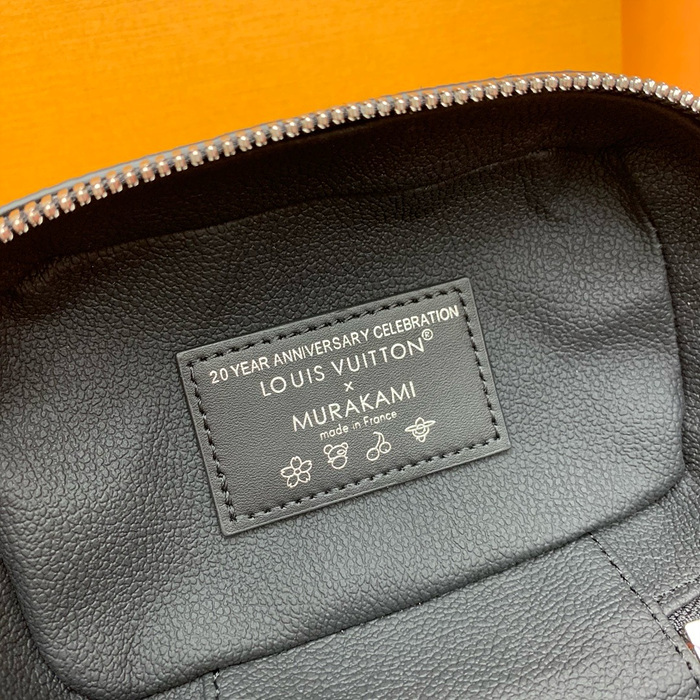 20 YEAR ANNIVERSARY CELEBRATION
LOUIS VUITTON®
×
MURAKAMI
made in France